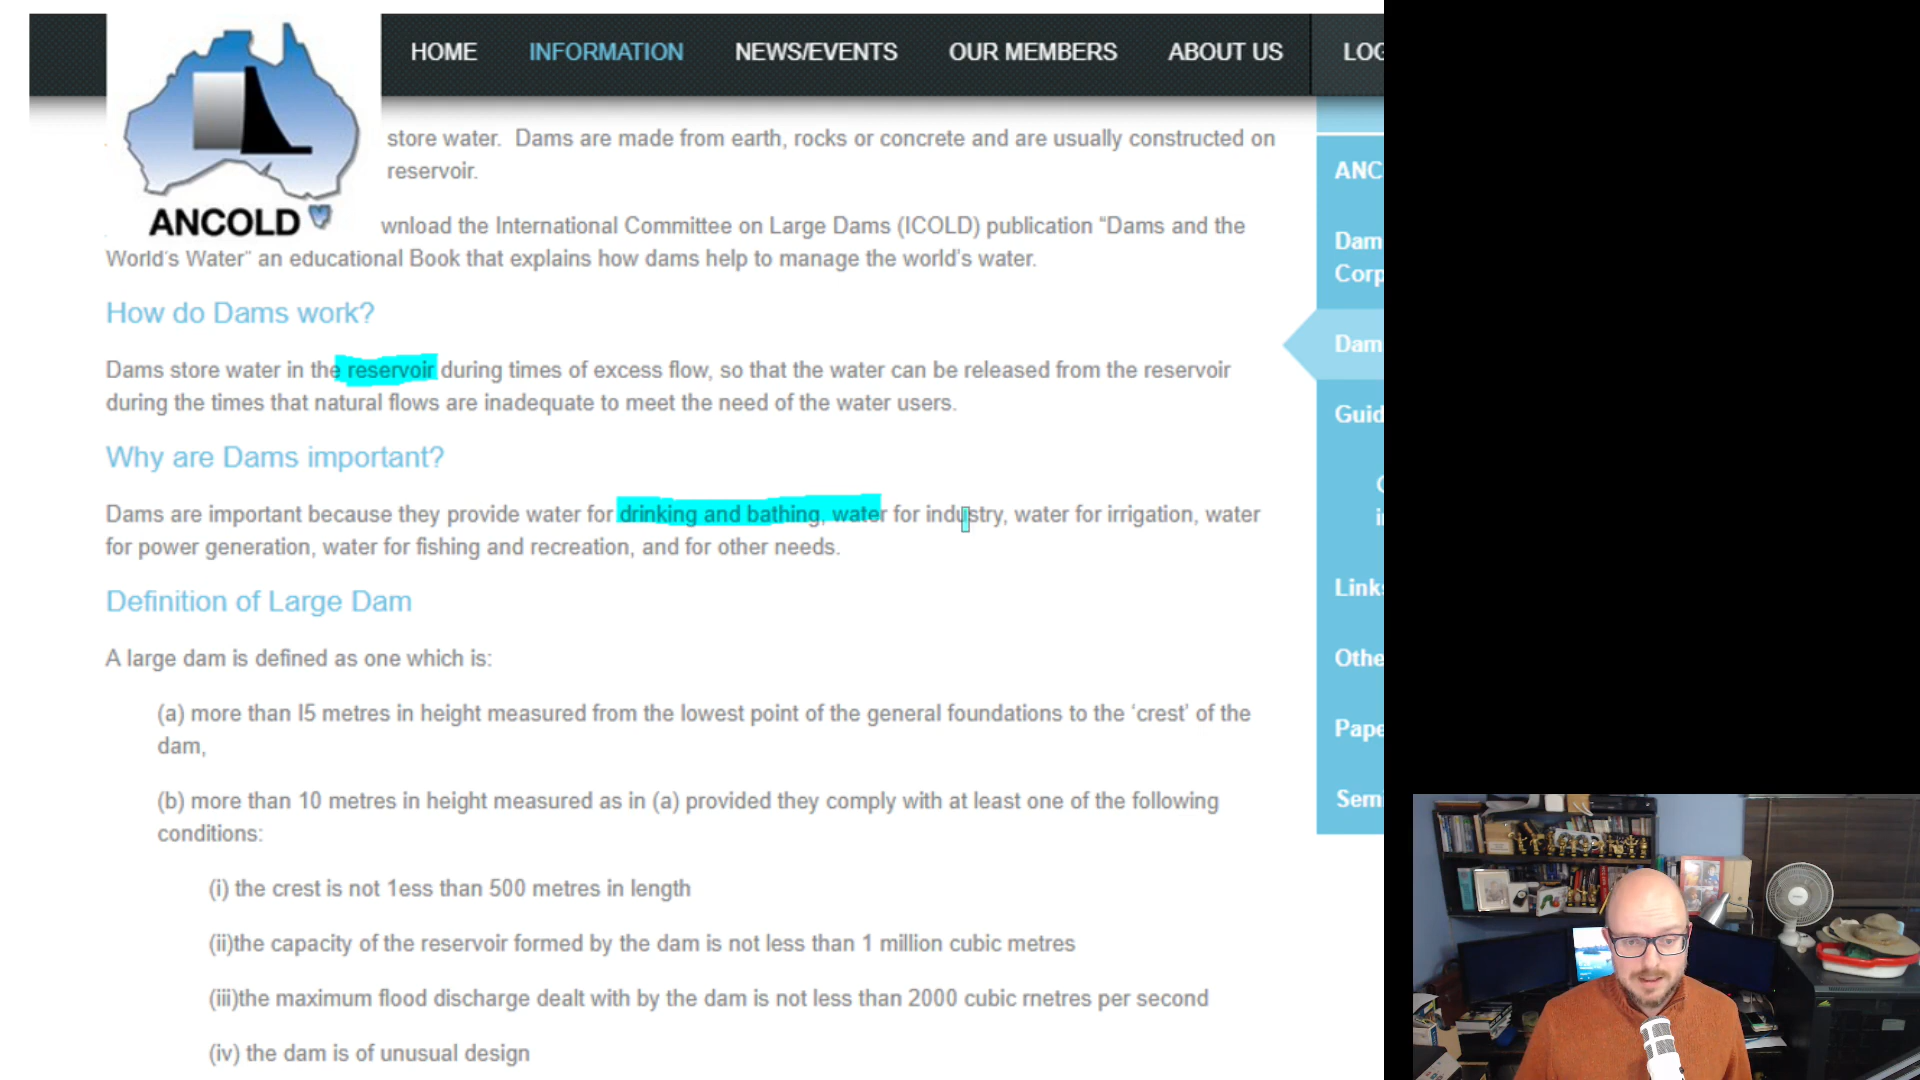 HOME INFORMATION NEWS/EVENTS OUR MEMBERS ABOUT US LOG
store water. Dams are made from earth, rocks or concrete and are usually constructed on
reservoir.
ANCOLD
wnload the International Committee on Large Dams (ICOLD) publication “Dams and the
World’s Water” an educational Book that explains how dams help to manage the world’s water.
How do Dams work?
Dams store water in the reservoir during times of excess flow, so that the water can be released from the reservoir
during the times that natural flows are inadequate to meet the need of the water users.
Why are Dams important?
Dams are important because they provide water for drinking and bathing, water for industry, water for irrigation, water
for power generation, water for fishing and recreation, and for other needs.
Definition of Large Dam
A large dam is defined as one which is:
(a) more than I5 metres in height measured from the lowest point of the general foundations to the ‘crest’ of the
dam,
(b) more than 10 metres in height measured as in (a) provided they comply with at least one of the following
conditions:
(i) the crest is not 1ess than 500 metres in length
(ii)the capacity of the reservoir formed by the dam is not less than 1 million cubic metres
(iii)the maximum flood discharge dealt with by the dam is not less than 2000 cubic rnetres per second
(iv) the dam is of unusual design
ANC
Dam
Corp
Dam
Guid
Links
Othe
Pape
Semi